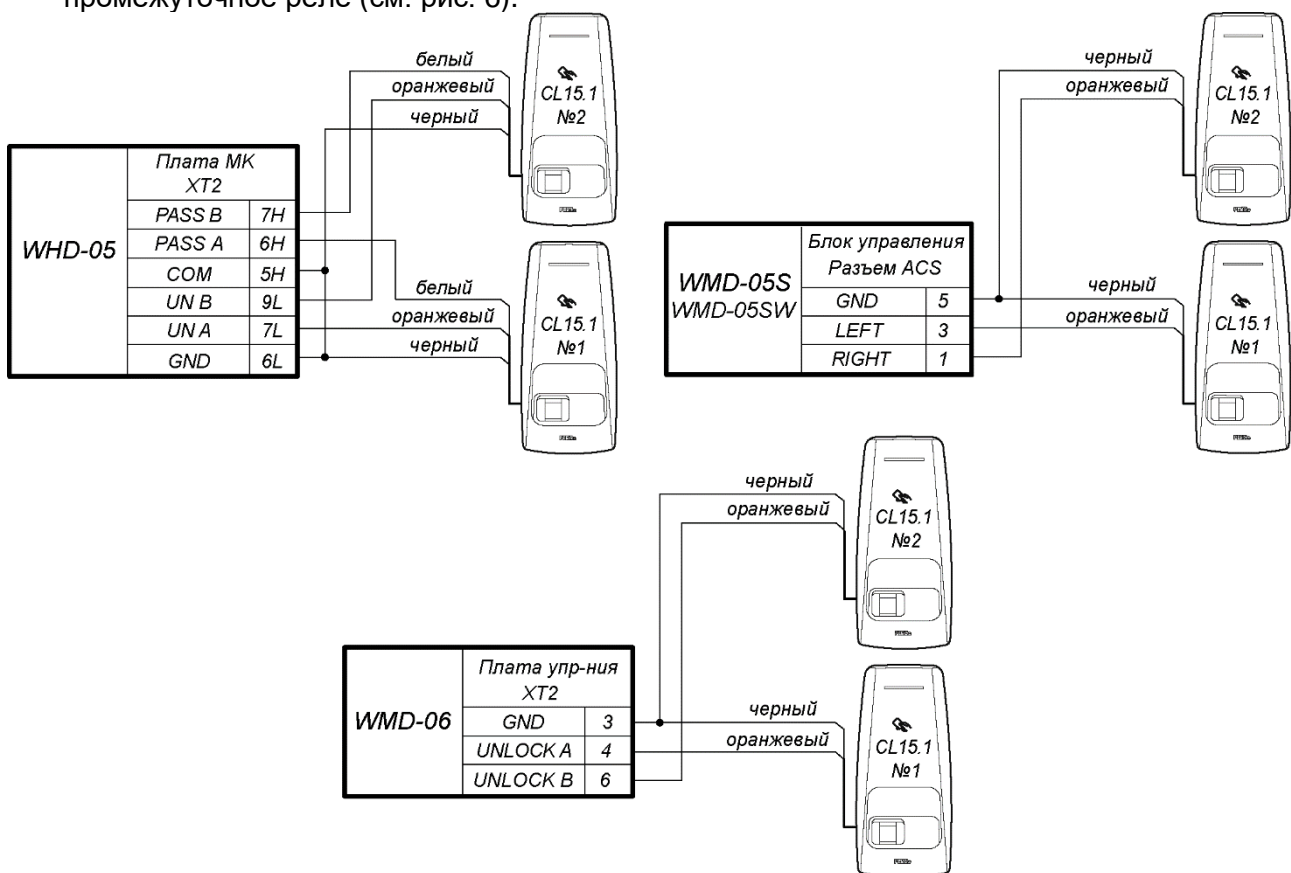 промежуточное реле (см. рис. 6).
белый
оранжевый
черный
CL15.1
№2
WHD-05
Плата МК
XT2
PASS B 7H
PASS A 6H
COM 5H
UN B 9L
UN A 7L
GND 6L
белый
оранжевый
черный
CL15.1
№1
черный
оранжевый
CL15.1
№2
WMD-05S
WMD-05SW
Блок управления
Разъем ACS
GND 5
LEFT 3
RIGHT 1
черный
оранжевый
CL15.1
№1
черный
оранжевый
CL15.1
№2
WMD-06
Плата упр-ния
XT2
GND 3
UNLOCK A 4
UNLOCK B 6
черный
оранжевый
CL15.1
№1